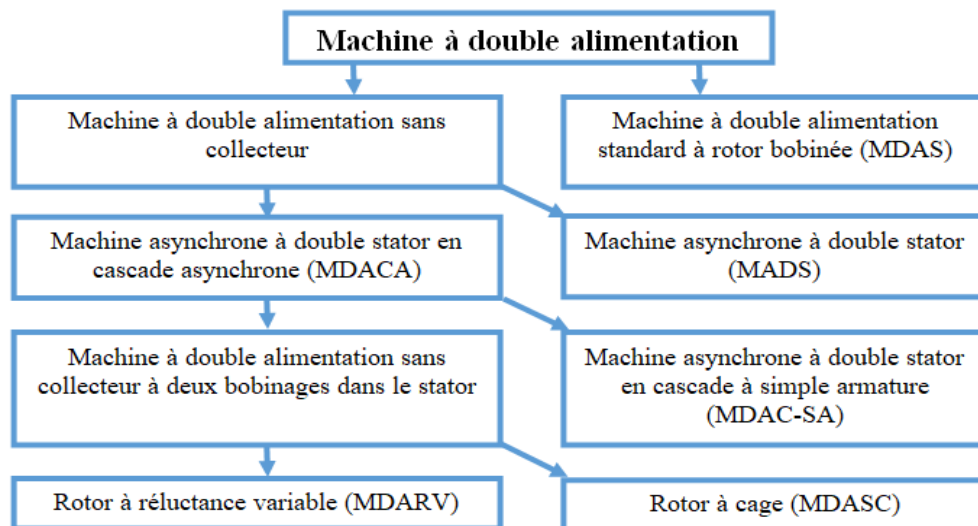 Machine à double alimentation
Machine à double alimentation sans
collecteur
Machine à double alimentation
standard à rotor bobinée (MDAS)
Machine asynchrone à double stator en
cascade asynchrone (MDACA)
Machine asynchrone à double stator
(MADS)
Machine à double alimentation sans
collecteur à deux bobinages dans le stator
Machine asynchrone à double stator
en cascade à simple armature
(MDAC-SA)
Rotor à réluctance variable (MDARV)
Rotor à cage (MDASC)